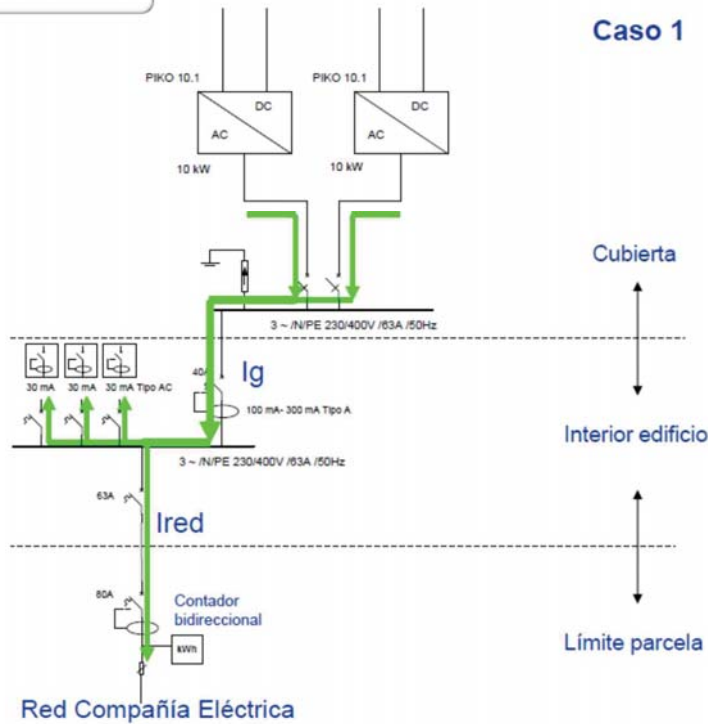 Caso 1
PIKO 10.1
PIKO 10.1
DC
AC
DC
AC
10 kW
10 kW
Cubierta
3 ~ /N/PE 230/400V /63A /50Hz
40A
Ig
30 mA
30 mA
30 mA Tipo AC
100 mA- 300 mA Tipo A
Interior edificio
3 ~ /N/PE 230/400V /63A /50Hz
63A
Ired
80A
Contador
bidireccional
kWh
Límite parcela
Red Compañía Eléctrica